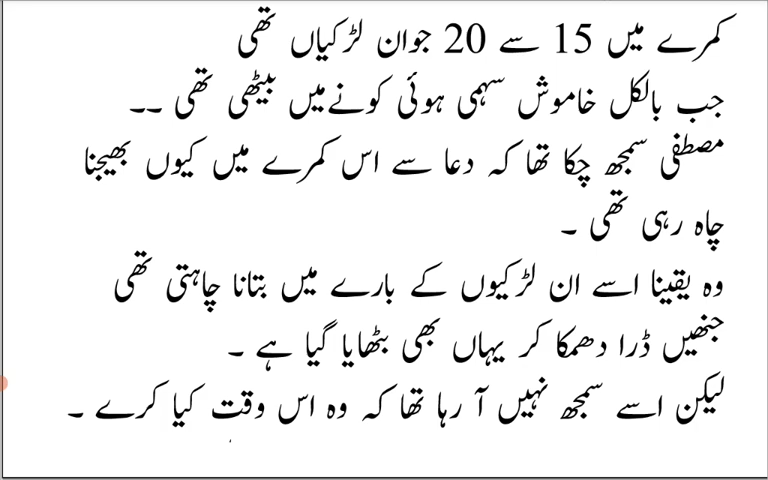 کمرے میں 15 سے 20 جوان لڑکیاں تھی
جب بالکل خاموش سہمی ہوئی کونے میں بیٹھی تھی ۔۔
مصطفی سمجھ چکا تھا کہ دعا سے اس کمرے میں کیوں بھیجنا
چاہ رہی تھی ۔
وہ یقینا اسے ان لڑکیوں کے بارے میں بتانا چاہتی تھی
جنھیں ڈرا دھمکا کر یہاں بھی بٹھایا گیا ہے ۔
لیکن اسے سمجھ نہیں آ رہا تھا کہ وہ اس وقت کیا کرے ۔